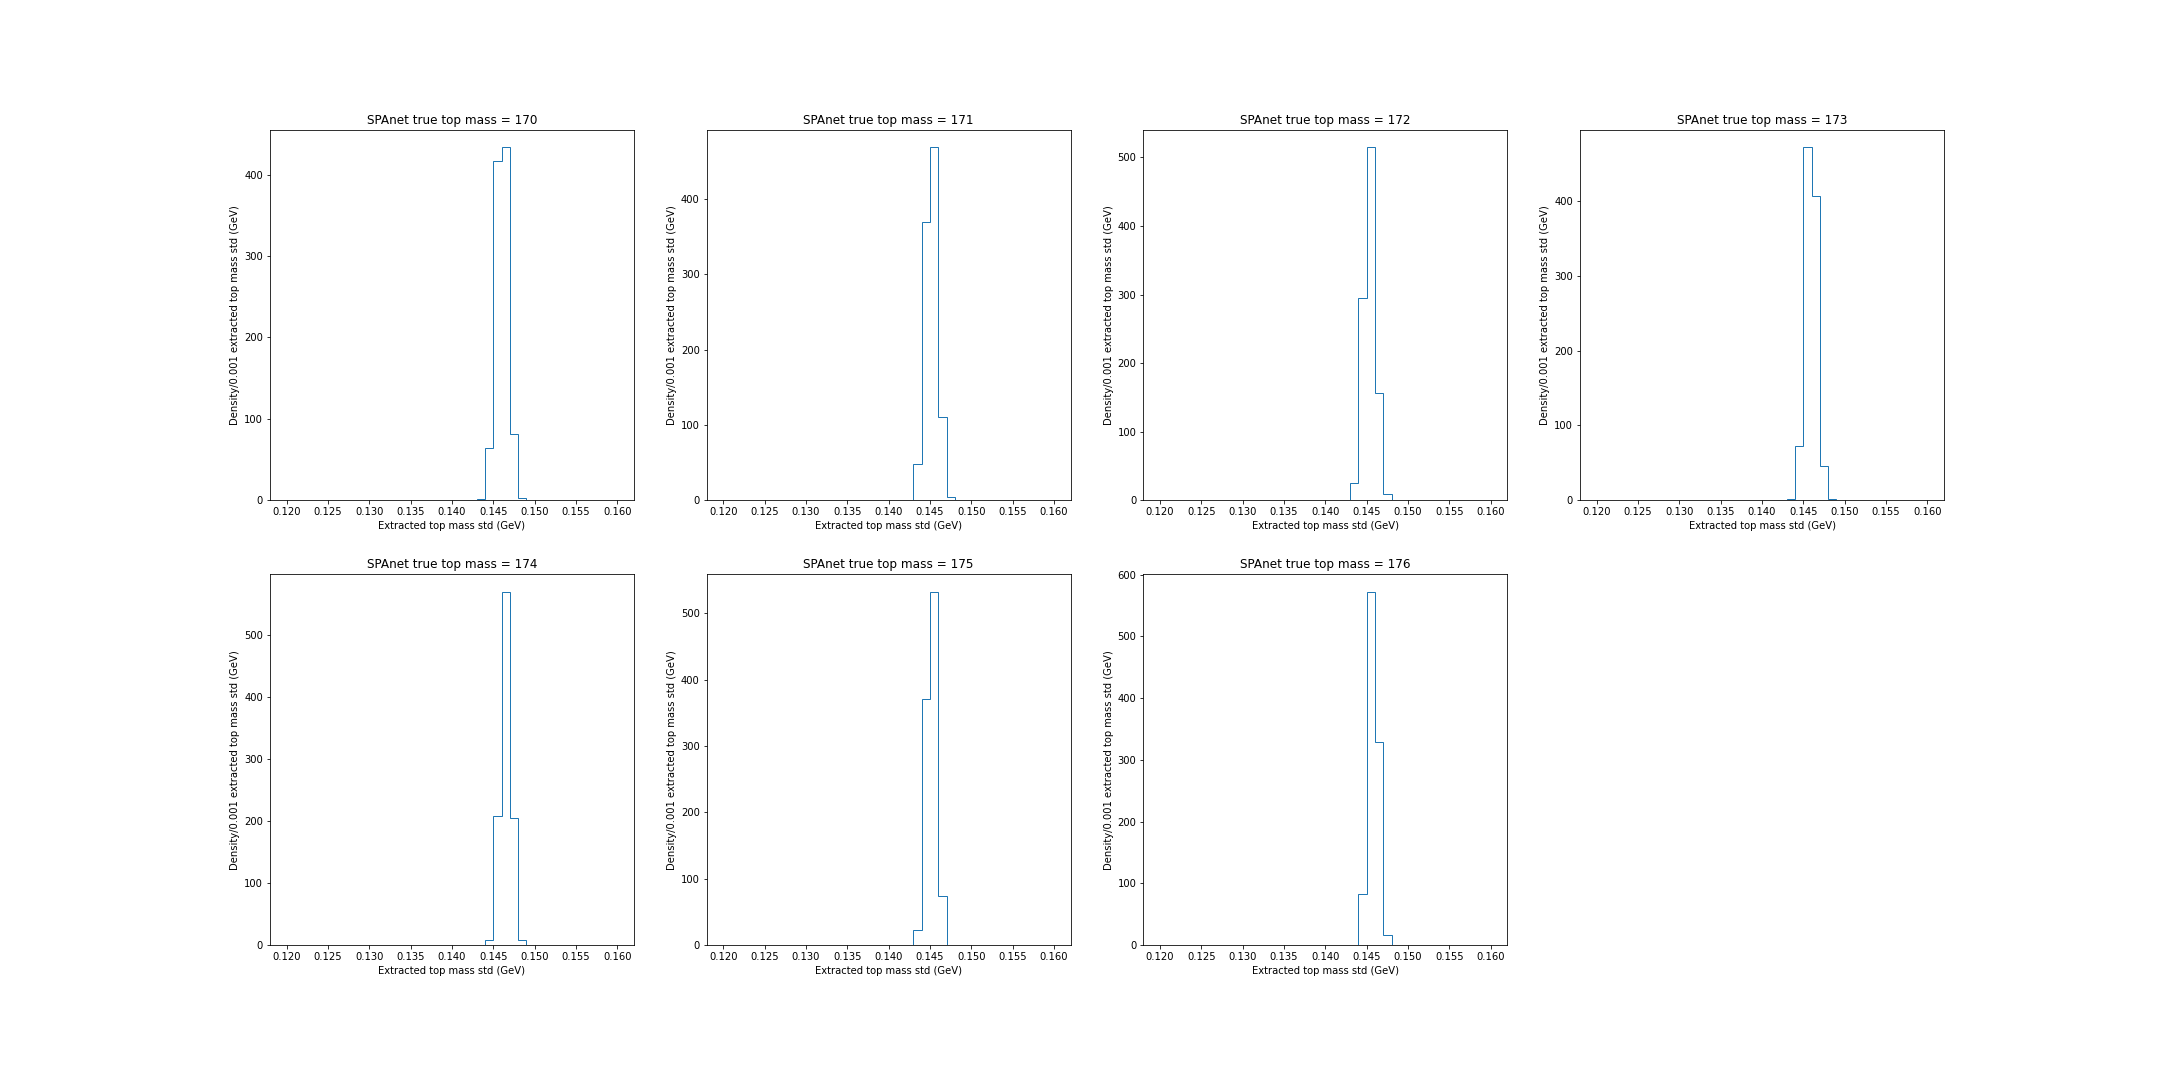 SPAnet true top mass = 170
Density/0.001 extracted top mass std (GeV)
400
300
200
100
0
0.120 0.125 0.130 0.135 0.140 0.145 0.150 0.155 0.160
Extracted top mass std (GeV)
SPAnet true top mass = 171
Density/0.001 extracted top mass std (GeV)
400
300
200
100
0
0.120 0.125 0.130 0.135 0.140 0.145 0.150 0.155 0.160
Extracted top mass std (GeV)
SPAnet true top mass = 172
Density/0.001 extracted top mass std (GeV)
500
400
300
200
100
0
0.120 0.125 0.130 0.135 0.140 0.145 0.150 0.155 0.160
Extracted top mass std (GeV)
SPAnet true top mass = 173
Density/0.001 extracted top mass std (GeV)
400
300
200
100
0
0.120 0.125 0.130 0.135 0.140 0.145 0.150 0.155 0.160
Extracted top mass std (GeV)
SPAnet true top mass = 174
Density/0.001 extracted top mass std (GeV)
500
400
300
200
100
0
0.120 0.125 0.130 0.135 0.140 0.145 0.150 0.155 0.160
Extracted top mass std (GeV)
SPAnet true top mass = 175
Density/0.001 extracted top mass std (GeV)
500
400
300
200
100
0
0.120 0.125 0.130 0.135 0.140 0.145 0.150 0.155 0.160
Extracted top mass std (GeV)
SPAnet true top mass = 176
Density/0.001 extracted top mass std (GeV)
600
500
400
300
200
100
0
0.120 0.125 0.130 0.135 0.140 0.145 0.150 0.155 0.160
Extracted top mass std (GeV)